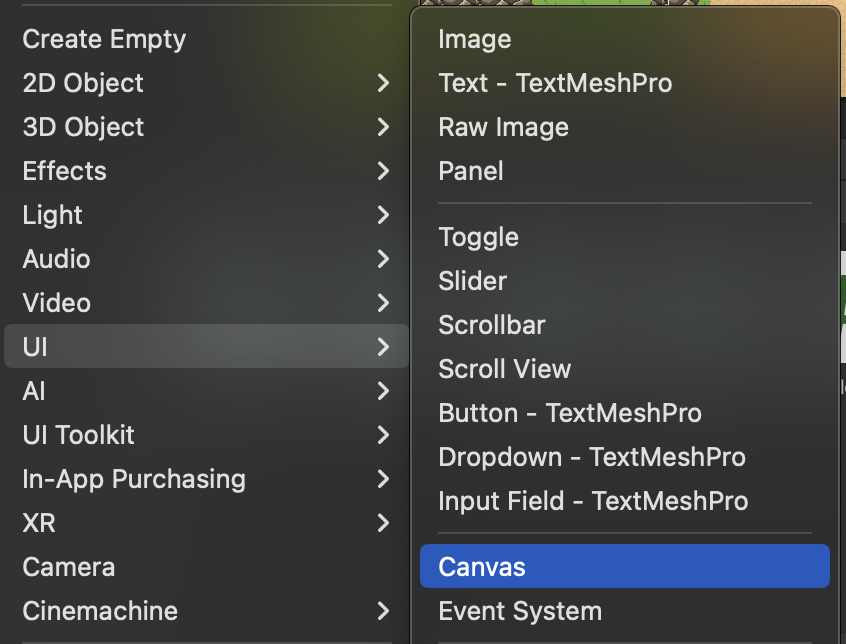 Create Empty
2D Object
3D Object
Effects
Light
Audio
Video
UI
AI
UI Toolkit
In-App Purchasing
XR
Camera
Cinemachine
Image
Text - TextMeshPro
Raw Image
Panel
Toggle
Slider
Scrollbar
Scroll View
Button - TextMeshPro
Dropdown - TextMeshPro
Input Field - TextMeshPro
Canvas
Event System